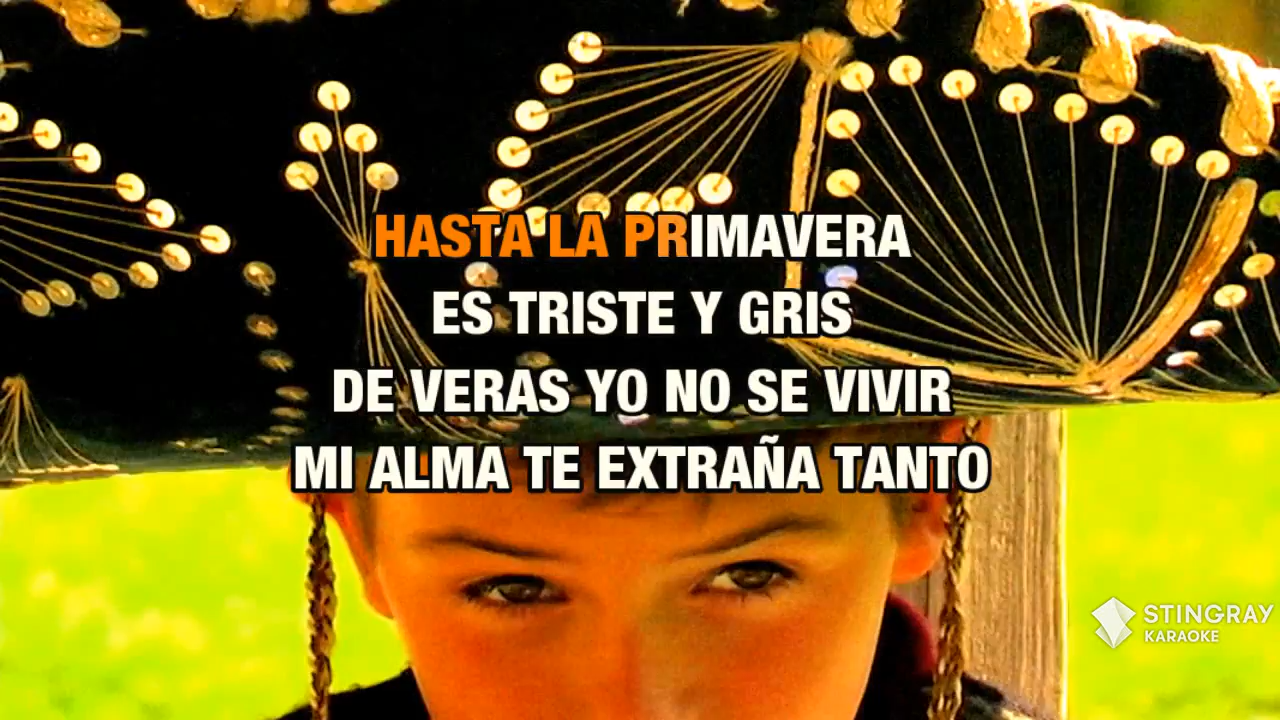 HASTA LA PRIMAVERA
ES TRISTE Y GRIS
DE VERAS YO NO SE VIVIR
MI ALMA TE EXTRAÑA TANTO
STINGRAY
KARAOKE